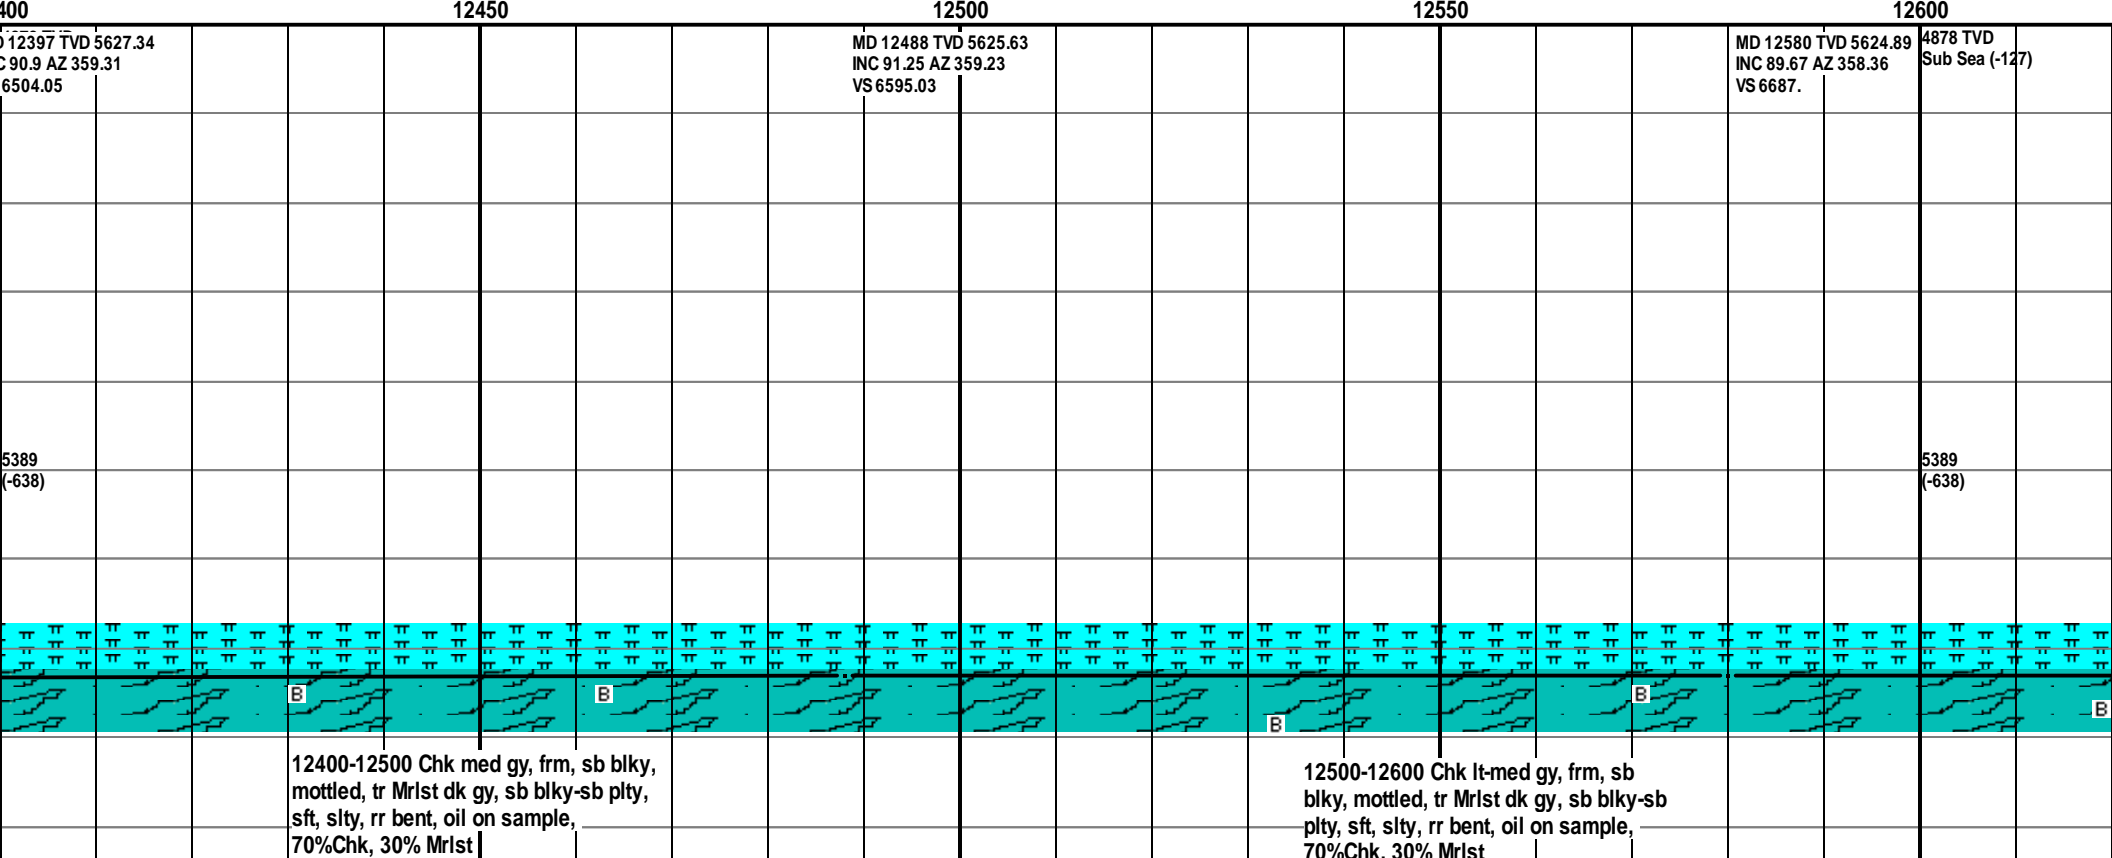 400
12450
12500
12550
12600
12397 TVD 5627.34
90.9 AZ 359.31
6504.05
MD 12488 TVD 5625.63
INC 91.25 AZ 359.23
VS 6595.03
MD 12580 TVD 5624.89
INC 89.67 AZ 358.36
VS 6687.
4878 TVD
Sub Sea (-127)
5389
(-638)
5389
(-638)
B
B
B
B
B
12400-12500 Chk med gy, frm, sb blky,
mottled, tr Mrlst dk gy, sb blky-sb plty,
sft, slty, rr bent, oil on sample,
70%Chk, 30% Mrlst
12500-12600 Chk lt-med gy, frm, sb
blky, mottled, tr Mrlst dk gy, sb blky-sb
plty, sft, slty, rr bent, oil on sample,
70%Chk, 30% Mrlst